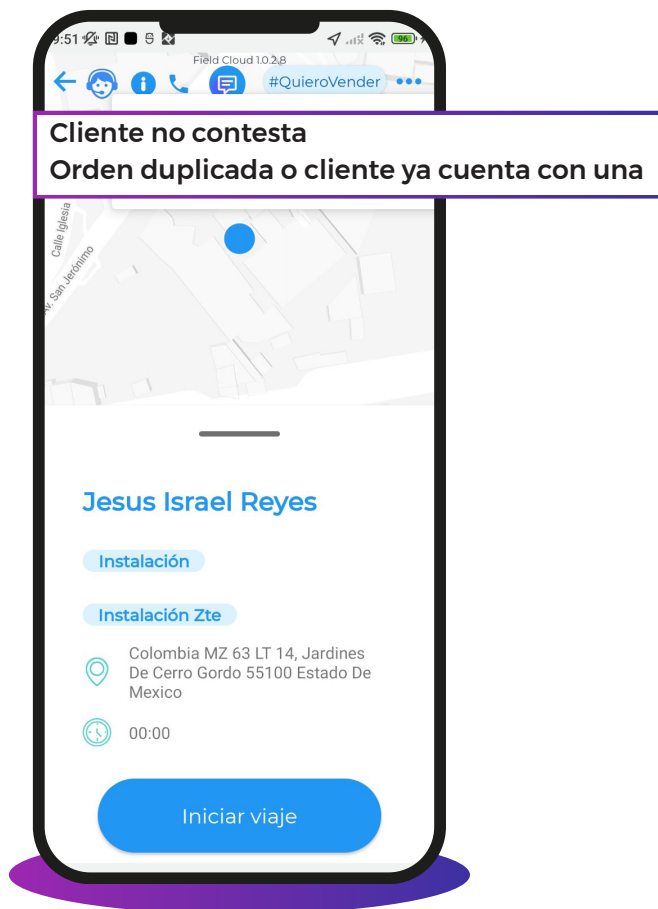 9:51
96
Field Cloud 1.0.2.8
#QuieroVender
Cliente no contesta
Orden duplicada o cliente ya cuenta con una
Calle Iglesia
Av. San Jerónimo
Jesus Israel Reyes
Instalación
Instalación Zte
Colombia MZ 63 LT 14, Jardines
De Cerro Gordo 55100 Estado De
Mexico
00:00
Iniciar viaje